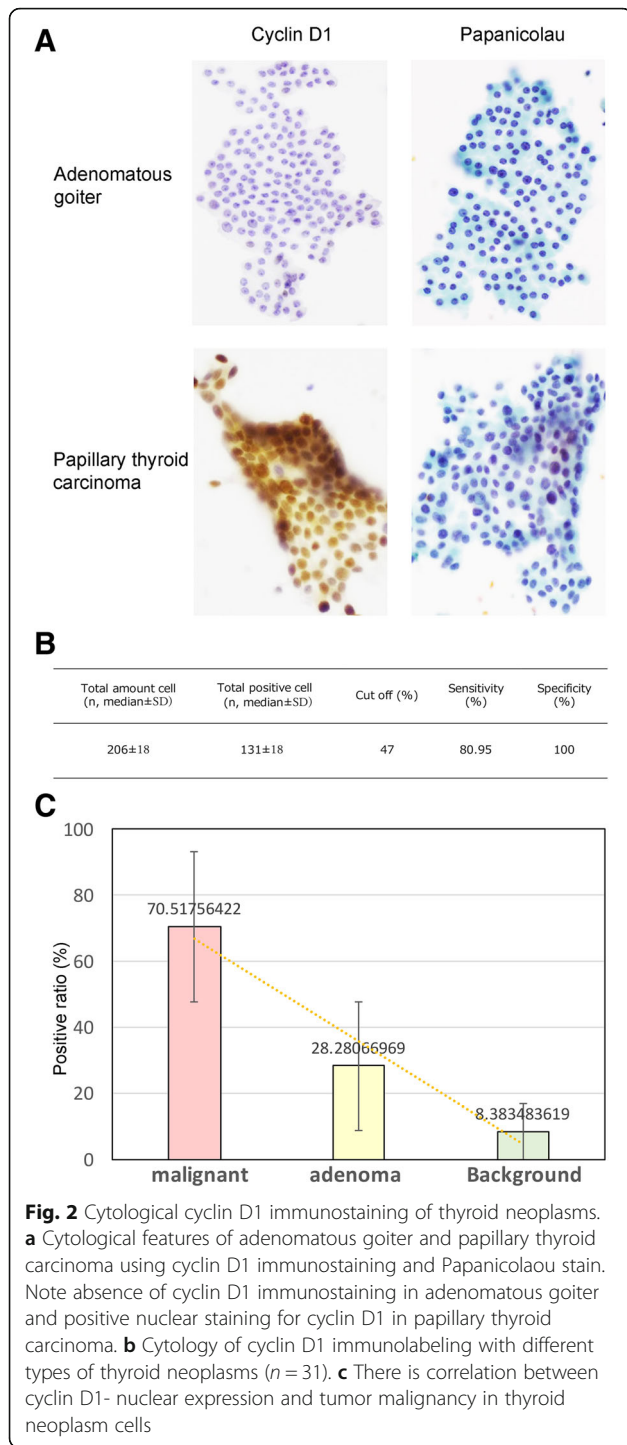 A
Cyclin D1 Papanicolau
Adenomatous
goiter
Papillary thyroid
carcinoma
B
Total amount cell
(n, median±SD)
Total positive cell
(n, median±SD)
Cut off (%)
Sensitivity
(%)
Specificity
(%)
206±18 131±18 47 80.95 100
C
Positive ratio (%)
100
80
60
40
20
0
70.51756422
28.28066969
8.383483619
malignant adenoma Background
Fig. 2 Cytological cyclin D1 immunostaining of thyroid neoplasms.
a Cytological features of adenomatous goiter and papillary thyroid
carcinoma using cyclin D1 immunostaining and Papanicolaou stain.
Note absence of cyclin D1 immunostaining in adenomatous goiter
and positive nuclear staining for cyclin D1 in papillary thyroid
carcinoma. b Cytology of cyclin D1 immunolabeling with different
types of thyroid neoplasms (n = 31). c There is correlation between
cyclin D1- nuclear expression and tumor malignancy in thyroid
neoplasm cells